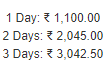 1 Day: ₹ 1,100.00
2 Days: ₹ 2,045.00
3 Days: ₹ 3,042.50